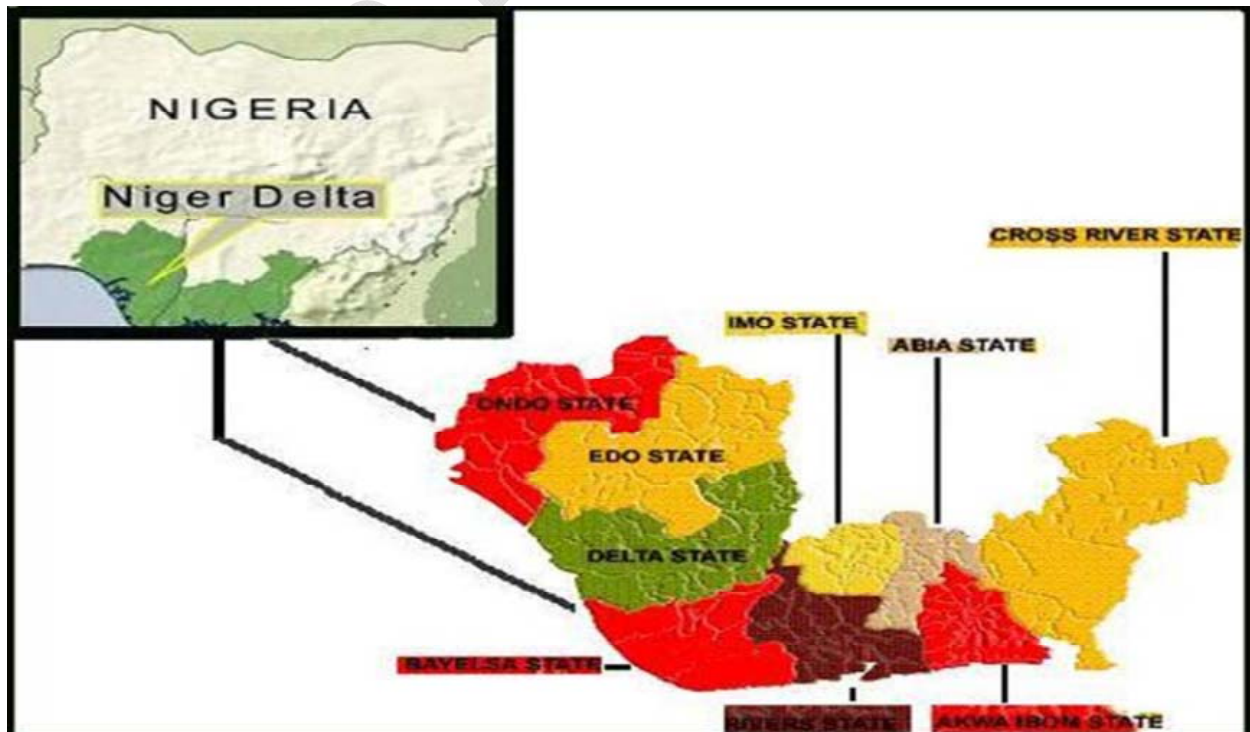 NIGERIA
Niger Delta
CROSS RIVER STATE
IMO STATE
ABIA STATE
ONDO STATE
EDO STATE
DELTA STATE
BAYELSA STATE
RIVERS STATE
AKWA IBOM STATE